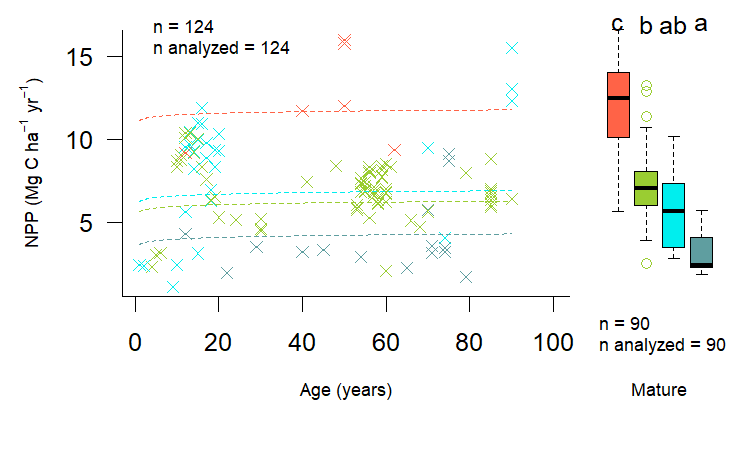 n = 124
n analyzed = 124
c b ab a
15
10
5
NPP (Mg C ha⁻¹ yr⁻¹)
0 20 40 60 80 100
Age (years)
n = 90
n analyzed = 90
Mature